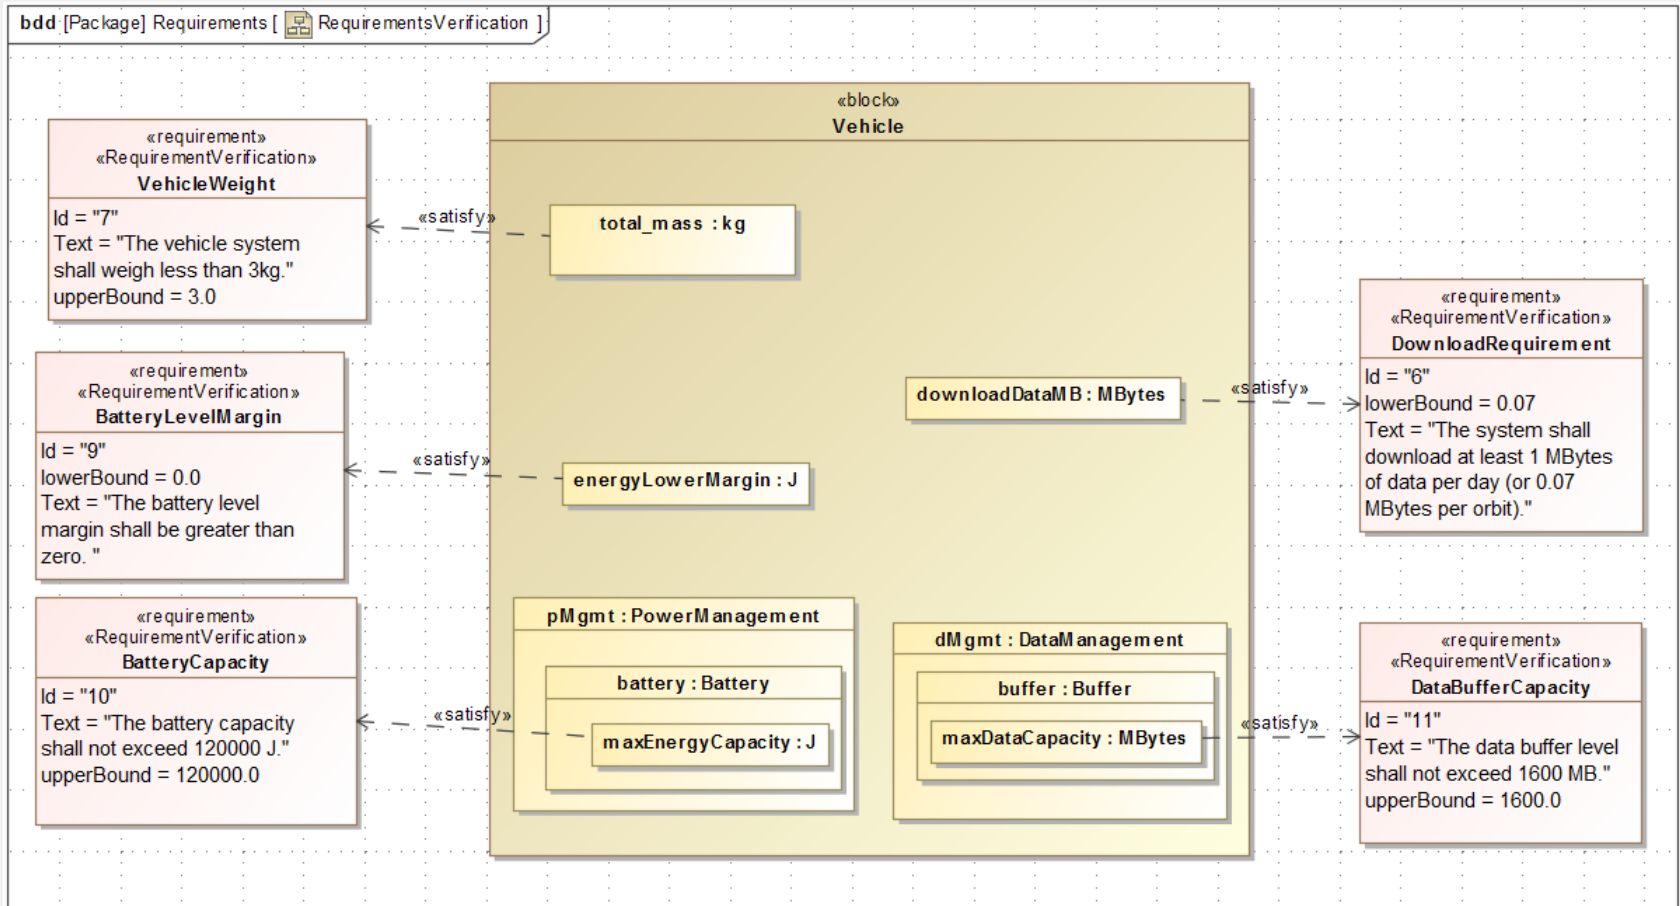 bdd [Package] Requirements [ RequirementsVerification ]
«requirement»
«RequirementVerification»
VehicleWeight
Id = "7"
Text = "The vehicle system
shall weigh less than 3kg."
upperBound = 3.0
«requirement»
«RequirementVerification»
BatteryLevelMargin
Id = "9"
lowerBound = 0.0
Text = "The battery level
margin shall be greater than
zero. "
«requirement»
«RequirementVerification»
BatteryCapacity
Id = "10"
Text = "The battery capacity
shall not exceed 120000 J."
upperBound = 120000.0
«satisfy»
«satisfy»
«satisfy»
«block»
Vehicle
total_mass : kg
downloadDataMB : MBytes
energyLowerMargin : J
pMgmt : PowerManagement
battery : Battery
maxEnergyCapacity : J
dMgmt : DataManagement
buffer : Buffer
maxDataCapacity : MBytes
«satisfy»
«satisfy»
«requirement»
«RequirementVerification»
DownloadRequirement
Id = "6"
lowerBound = 0.07
Text = "The system shall
download at least 1 MBytes
of data per day (or 0.07
MBytes per orbit)."
«requirement»
«RequirementVerification»
DataBufferCapacity
Id = "11"
Text = "The data buffer level
shall not exceed 1600 MB."
upperBound = 1600.0